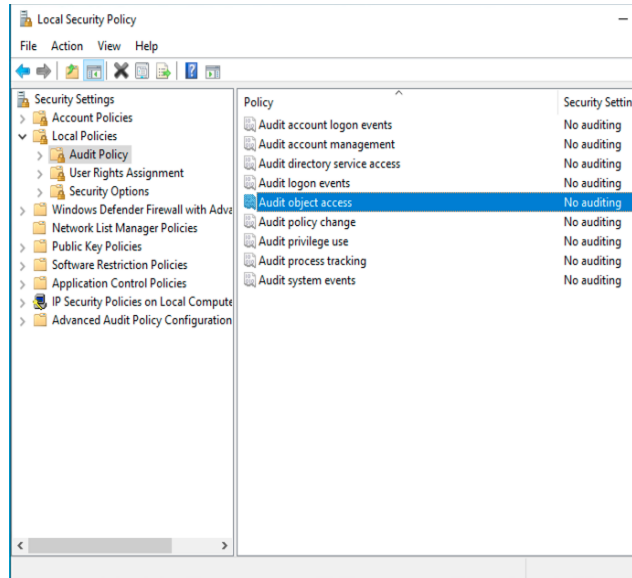 Local Security Policy
File Action View Help
Security Settings
Account Policies
Local Policies
Audit Policy
User Rights Assignment
Security Options
Windows Defender Firewall with Adva
Network List Manager Policies
Public Key Policies
Software Restriction Policies
Application Control Policies
IP Security Policies on Local Compute
Advanced Audit Policy Configuration
Policy Security Settin
Audit account logon events No auditing
Audit account management No auditing
Audit directory service access No auditing
Audit logon events No auditing
Audit object access No auditing
Audit policy change No auditing
Audit privilege use No auditing
Audit process tracking No auditing
Audit system events No auditing